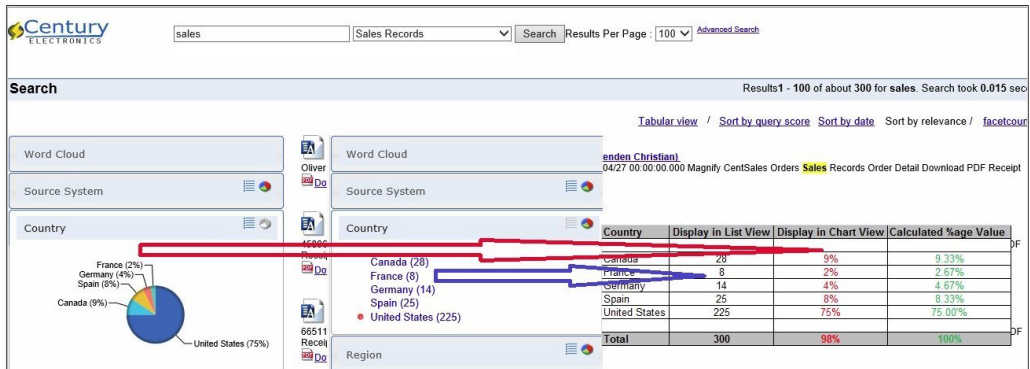 Century
ELECTRONICS
sales
Sales Records
Search
Results Per Page :
100
Advanced Search
Search
Results1 - 100 of about 300 for sales. Search took 0.015 sec
Tabular view / Sort by query score Sort by date Sort by relevance / facetcour
Word Cloud
Source System
Country
France (2%)
Germany (4%)
Spain (8%)
Canada (9%)
United States (75%)
Oliver
Do
Do
66511
Receip
Do
Word Cloud
Source System
Country
Canada (28)
France (8)
Germany (14)
Spain (25)
United States (225)
Region
enden Christian)
04/27 00:00:00.000 Magnify CentSales Orders Sales Records Order Detail Download PDF Receipt
Country Display in List View Display in Chart View Calculated %age Value
Canada 28 9% 9.33%
France 8 2% 2.67%
Germany 14 4% 4.67%
Spain 25 8% 8.33%
United States 225 75% 75.00'%
Total 300 98% 100%
DF
DF